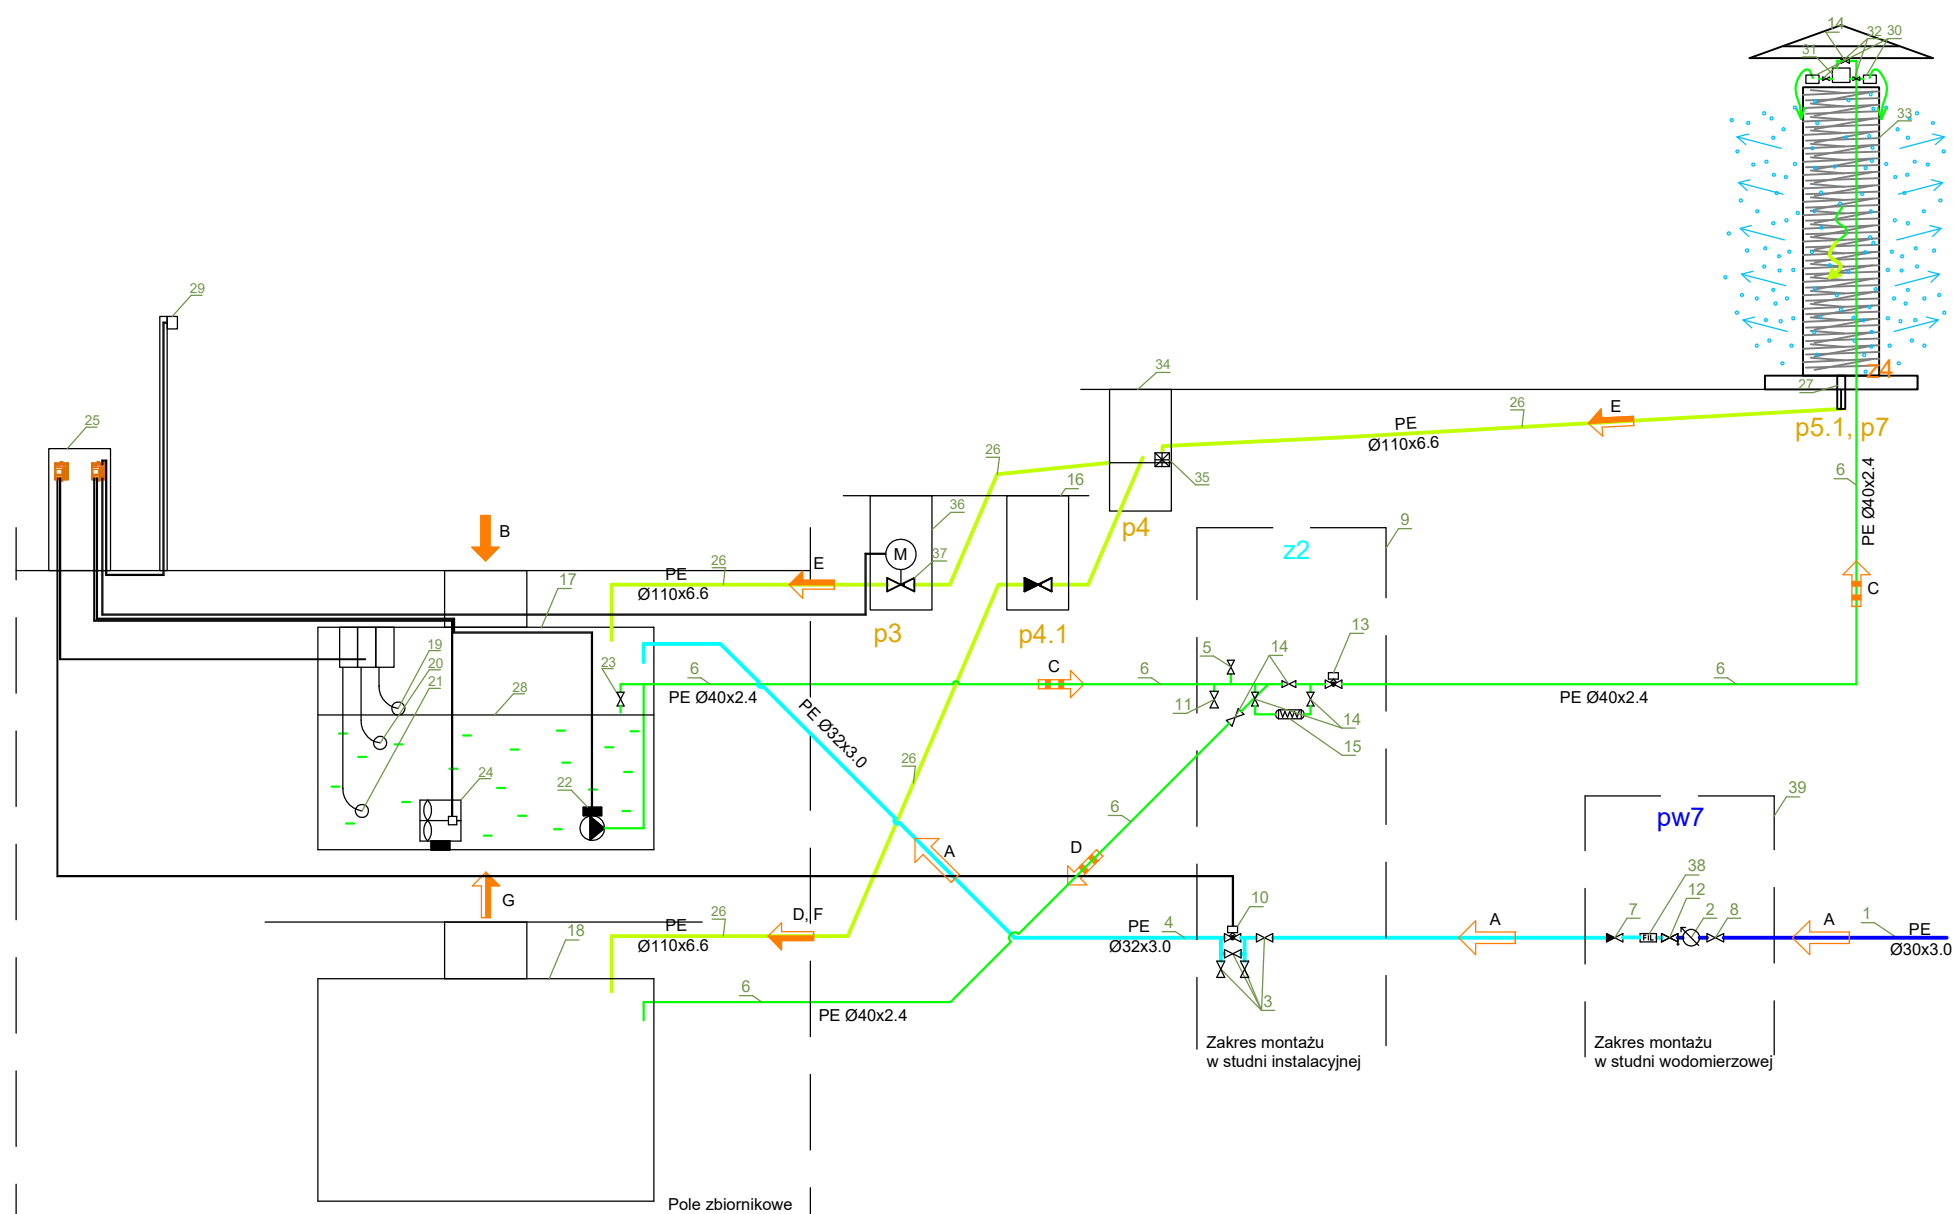 14
32 30
31
33
z4
27
p5.1, p7
29
25
34
26
E
PE
Ø110x6.6
26
35
6
PE Ø40x2.4
16
36
p4
9
z2
B
M
37
E
26
PE
Ø110x6.6
17
C
p3
p4.1
13
5
14
19
20
21
23
6
PE Ø40x2.4
C
6
6
PE Ø40x2.4
28
11
14
15
PE Ø32x3.0
26
24
22
6
39
pw7
A
D
38
12
G
D, F
26
PE
Ø110x6.6
18
PE
Ø32x3.0
4
10
A
7
2
8
A
1
PE
Ø30x3.0
FIL
6
PE Ø40x2.4
3
Zakres montażu
w studni instalacyjnej
Zakres montażu
w studni wodomierzowej
Pole zbiornikowe